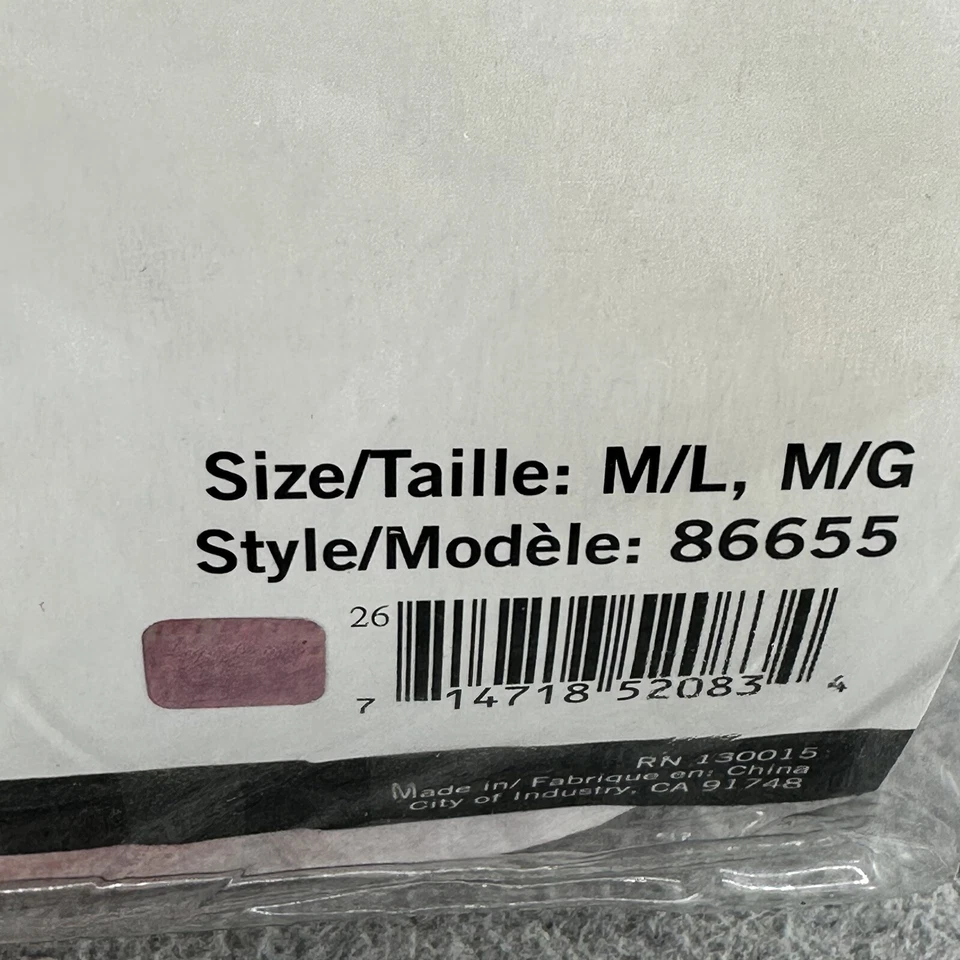 Size/Taille: M/L, M/G
Style/Modèle: 86655
26
7 14718 52083 4
RN 130015
Made in/ Fabrique en: China
City of Industry, CA 91748